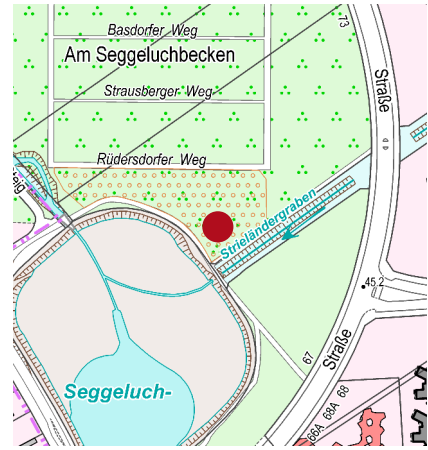 Basdorfer Weg
Am Seggeluchbecken
Strausberger Weg
Rüdersdorfer Weg
73
Straße
Strieländergraben
45.2
67
Straße
Seggeluch-
66A 68A 68